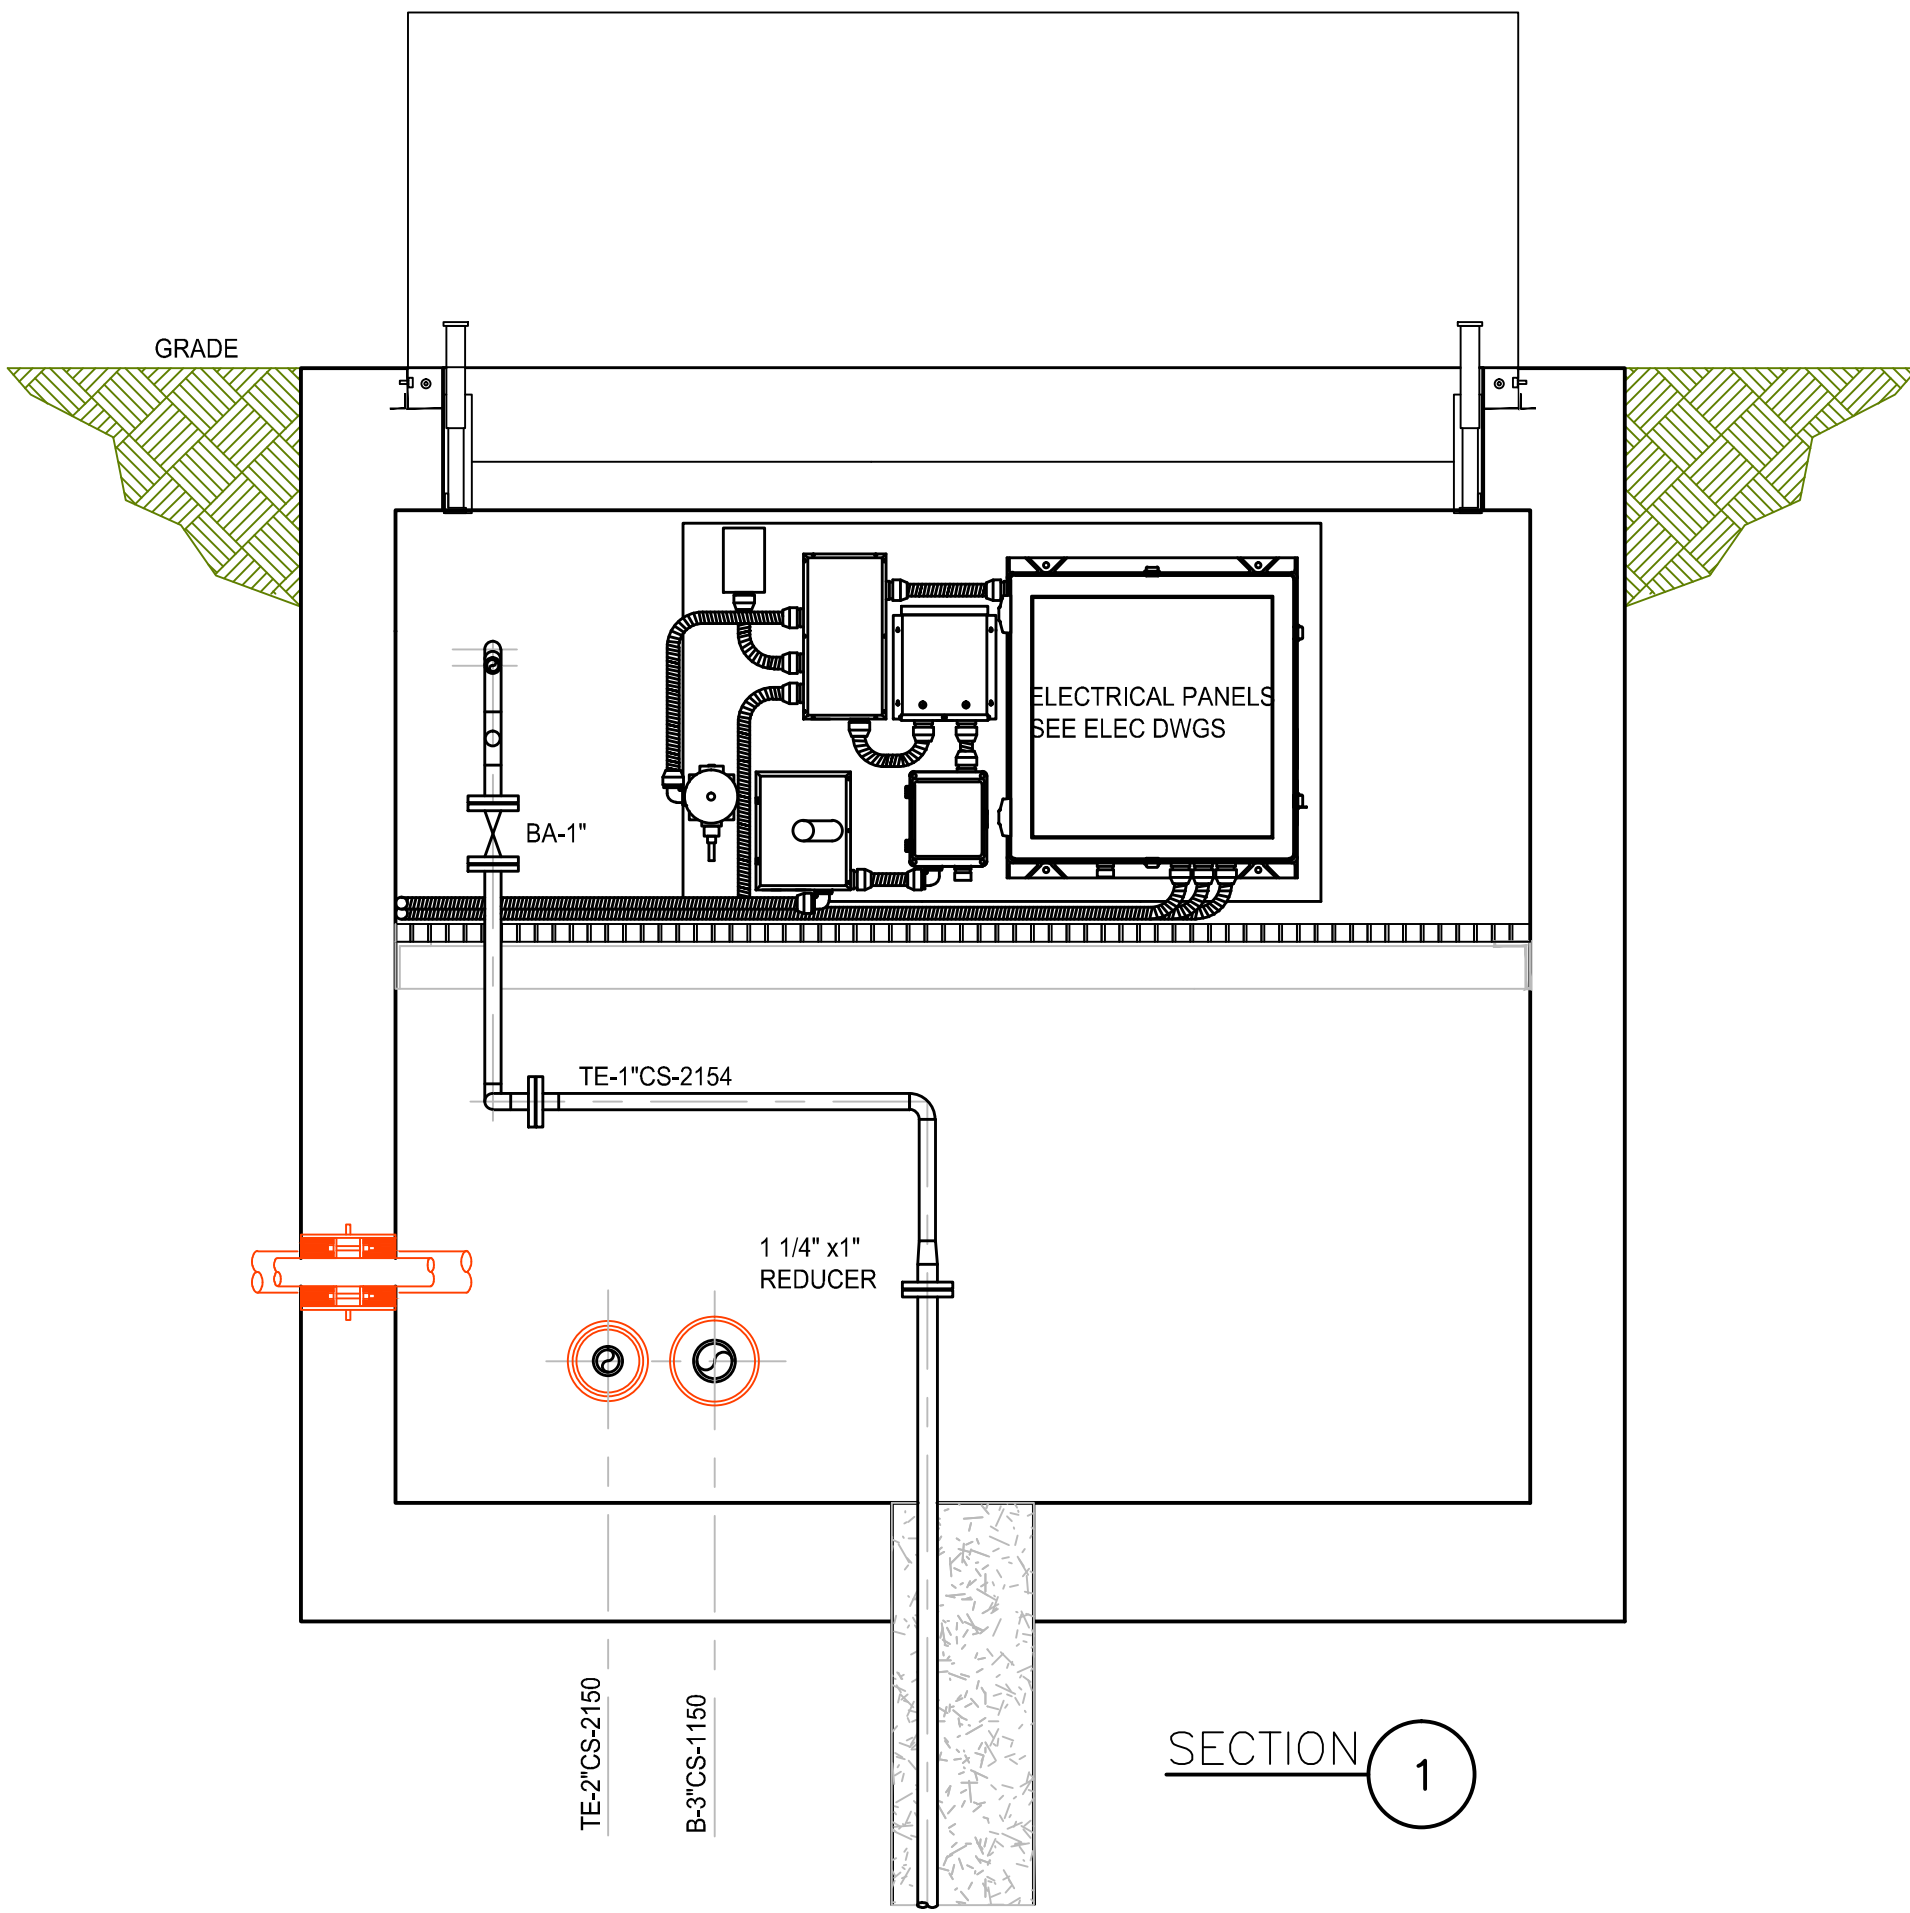 GRADE
ELECTRICAL PANELS
SEE ELEC DWGS
BA-1"
TE-1"CS-2154
1 1/4" x1"
REDUCER
TE-2"CS-2150
B-3"CS-1150
SECTION 1